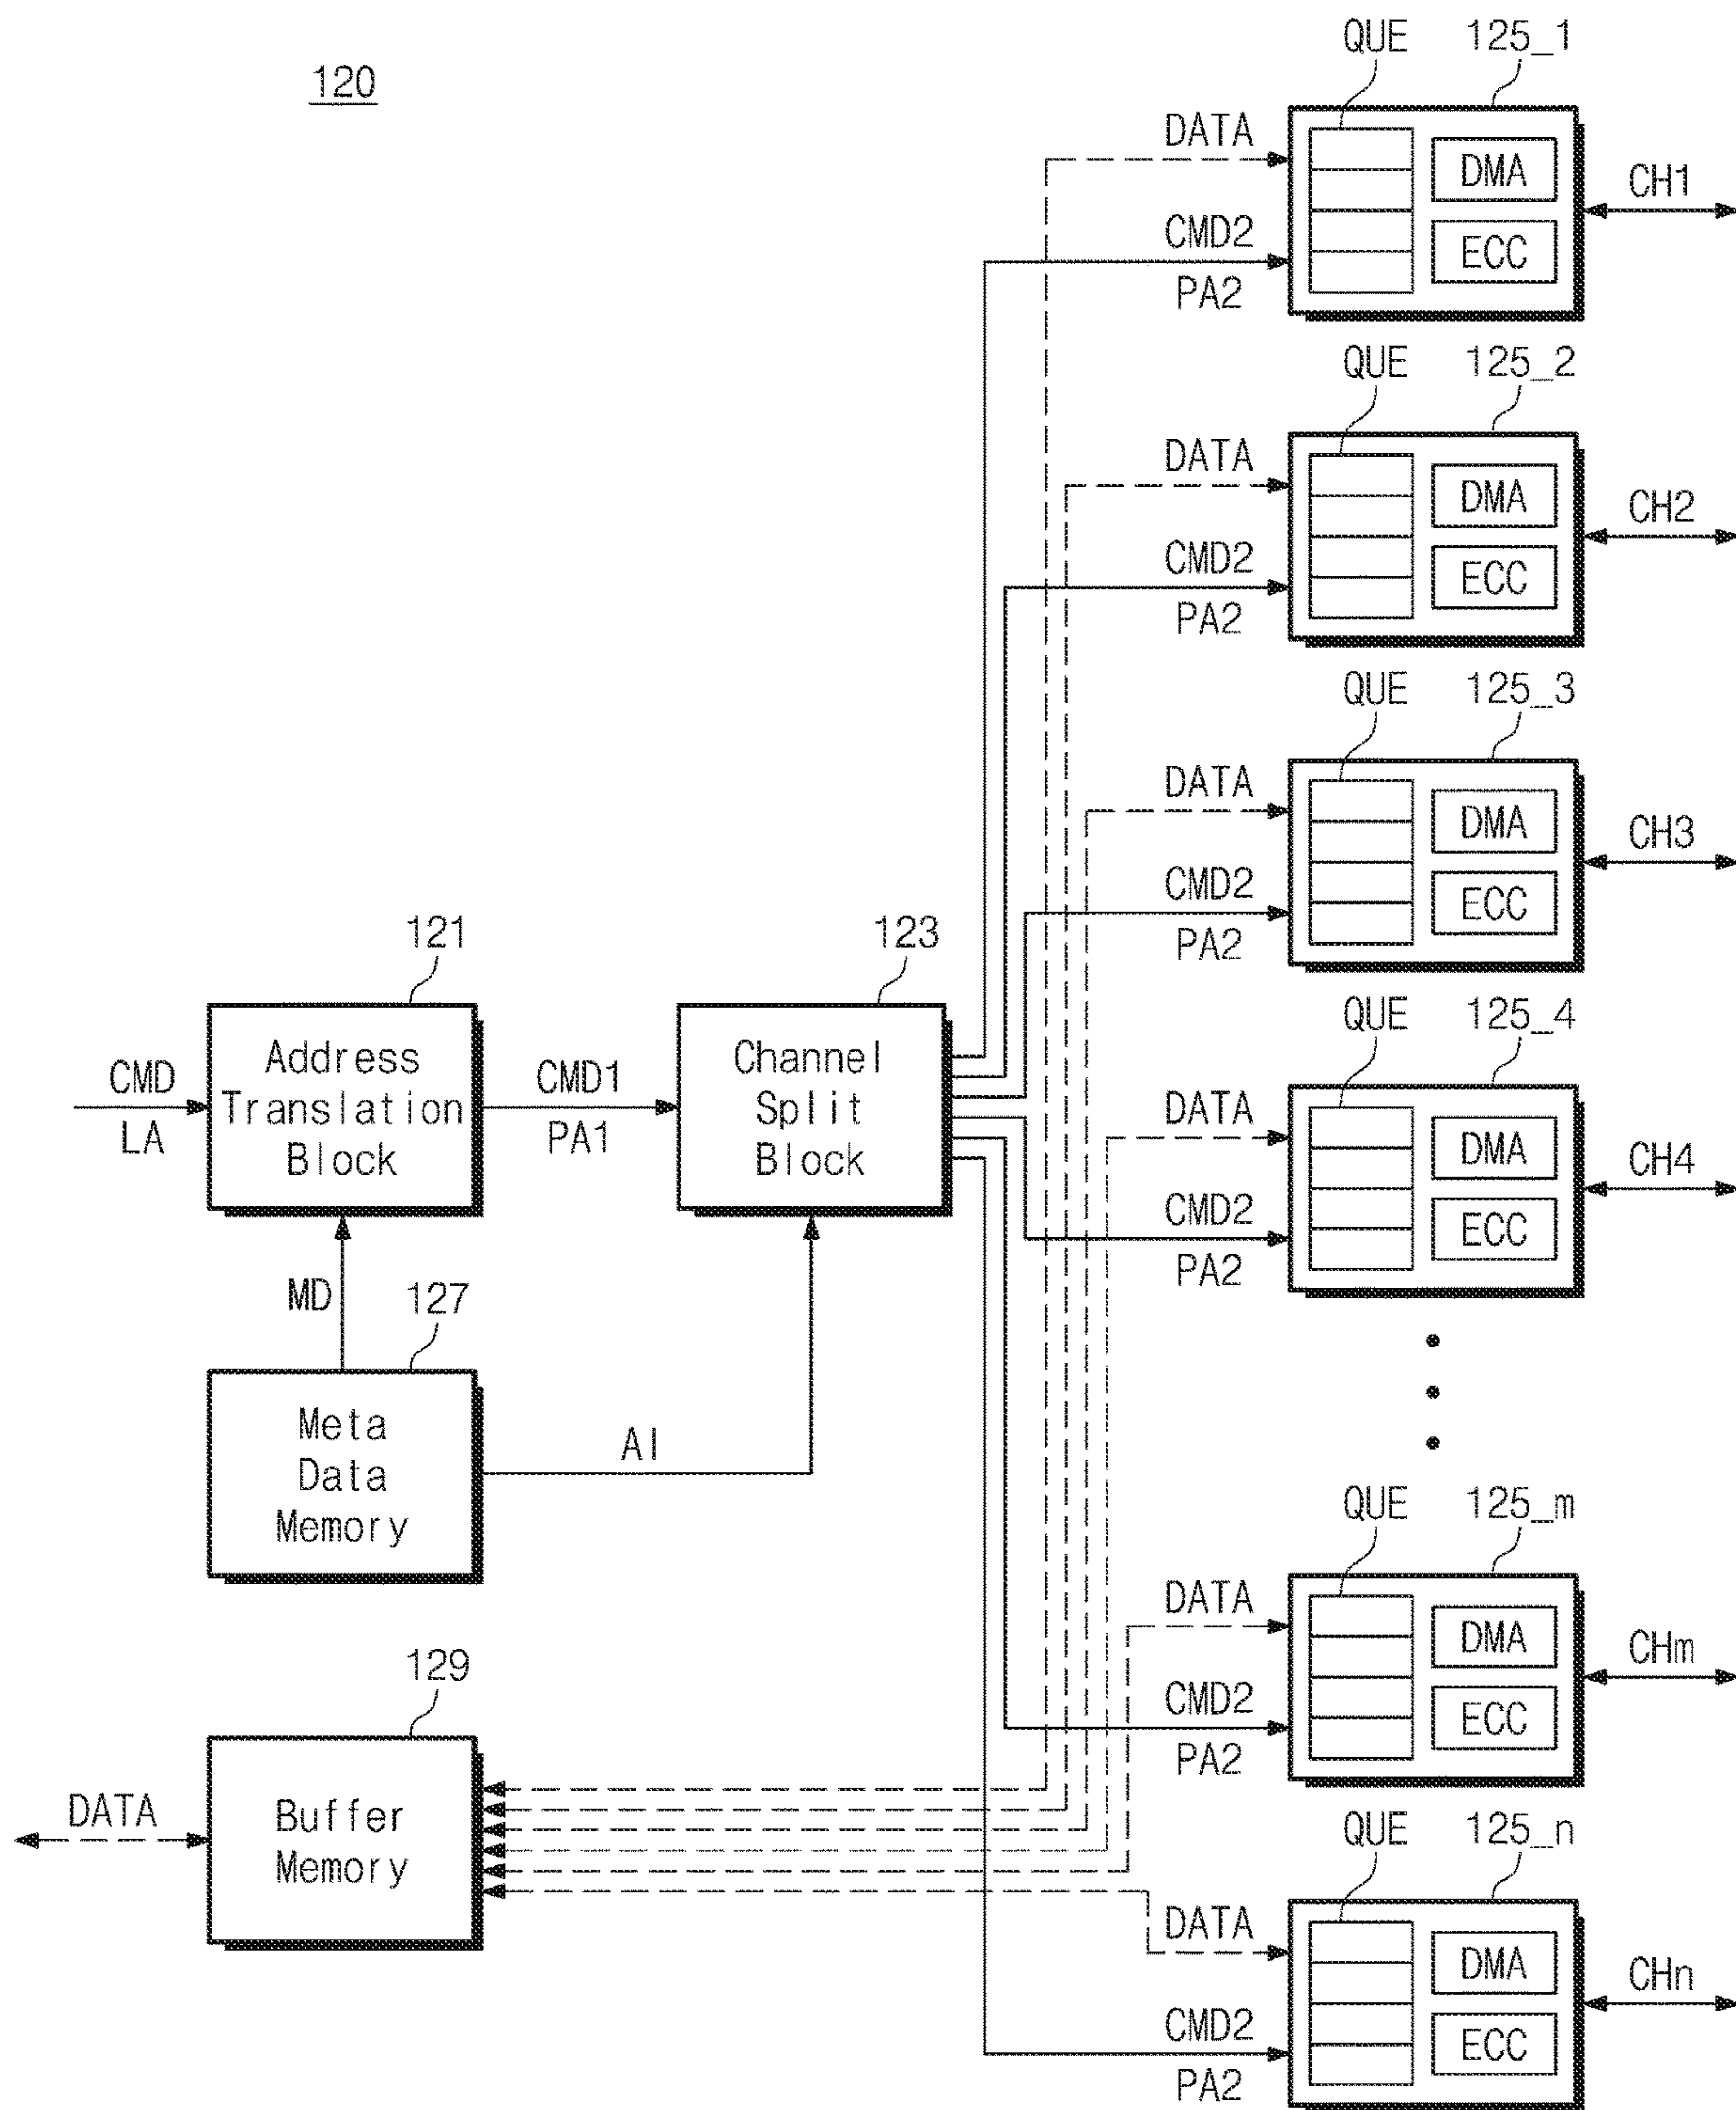 120
QUE 125_1
DATA
DMA
CH1
CMD2
ECC
PA2
QUE 125_2
DATA
DMA
CH2
CMD2
ECC
PA2
QUE 125_3
DATA
DMA
CH3
CMD2
ECC
PA2
121
123
QUE 125_4
CMD
LA
Address
Translation
Block
CMD1
PA1
Channel
Split
Block
DATA
DMA
CH4
CMD2
ECC
PA2
MD
127
Meta
Data
Memory
AI
QUE 125_m
DATA
DMA
CHm
CMD2
ECC
PA2
129
DATA
Buffer
Memory
QUE 125_n
DATA
DMA
CHn
CMD2
ECC
PA2